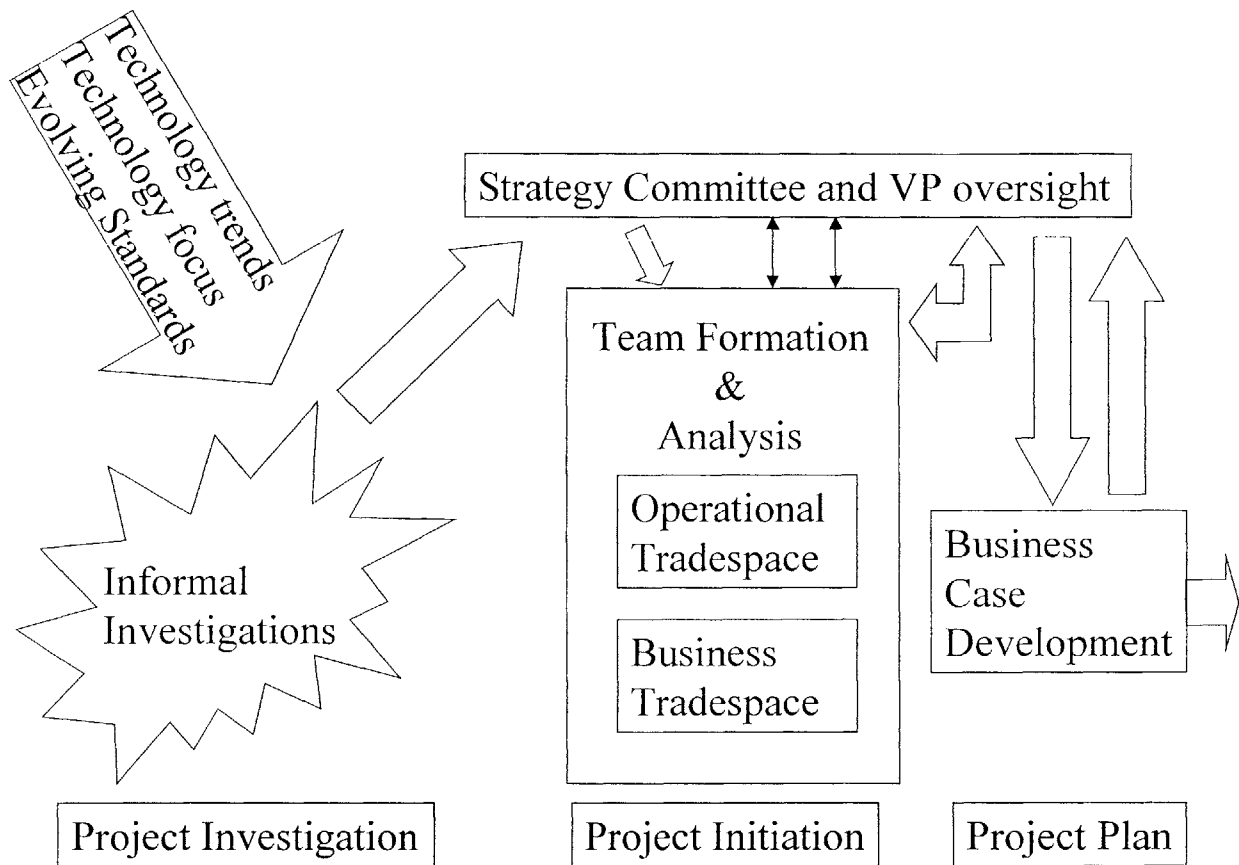 Technology trends
Technology focus
Evolving Standards
Strategy Committee and VP oversight
Team Formation
&
Analysis
Operational
Tradespace
Business
Tradespace
Informal
Investigations
Business
Case
Development
Project Investigation
Project Initiation
Project Plan